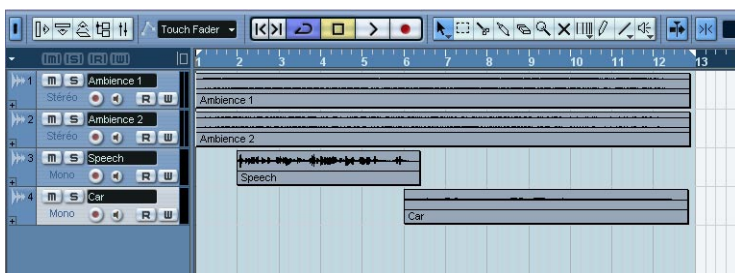 Touch Fader
m S R W
1 2 3 4 5 6 7 8 9 10 11 12 13
1 m S Ambience 1
Stéréo R W
Ambience 1
2 m S Ambience 2
Stéréo R W
Ambience 2
3 m S Speech
Mono R W
Speech
4 m S Car
Mono R W
Car